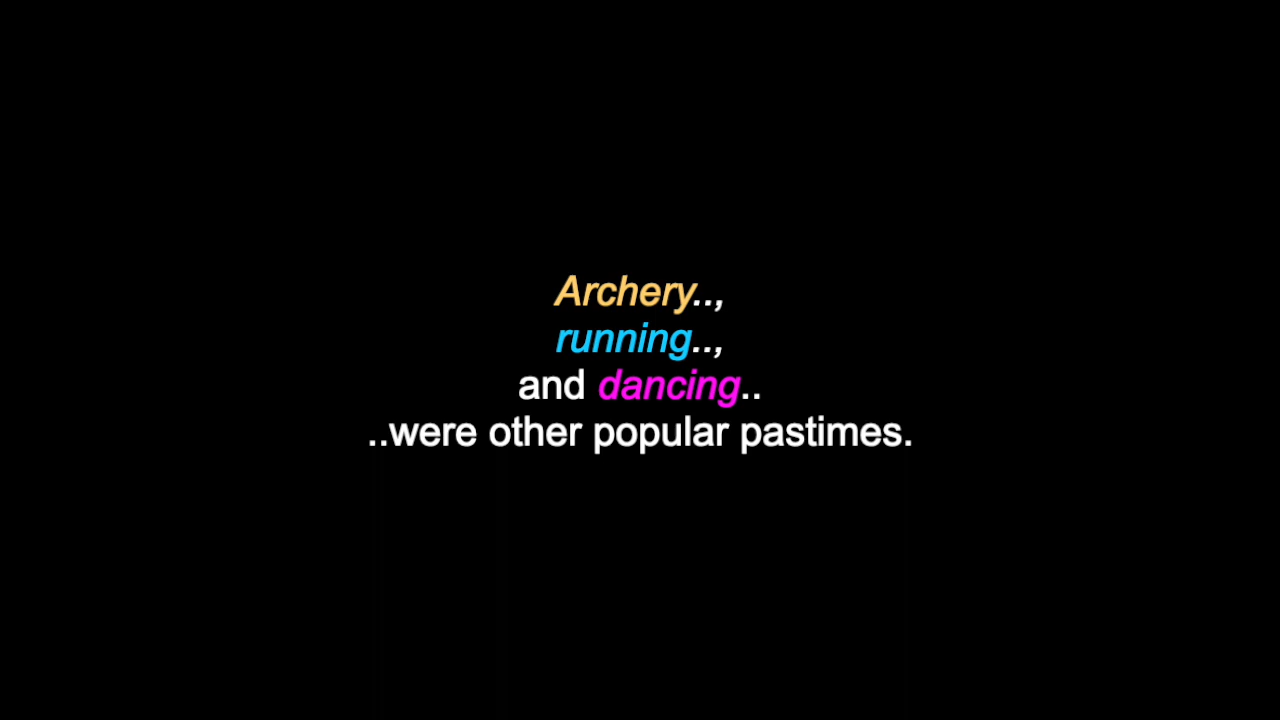 Archery..,
running..,
and dancing..
..were other popular pastimes.